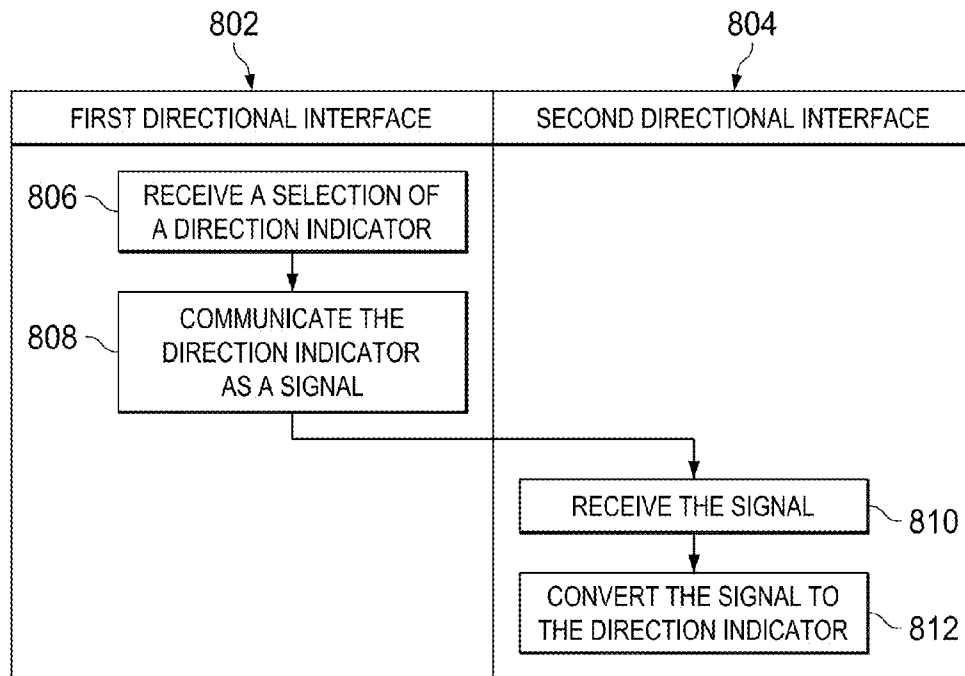 802
804
FIRST DIRECTIONAL INTERFACE
SECOND DIRECTIONAL INTERFACE
806
RECEIVE A SELECTION OF
A DIRECTION INDICATOR
808
COMMUNICATE THE
DIRECTION INDICATOR
AS A SIGNAL
RECEIVE THE SIGNAL
810
CONVERT THE SIGNAL TO
THE DIRECTION INDICATOR
812